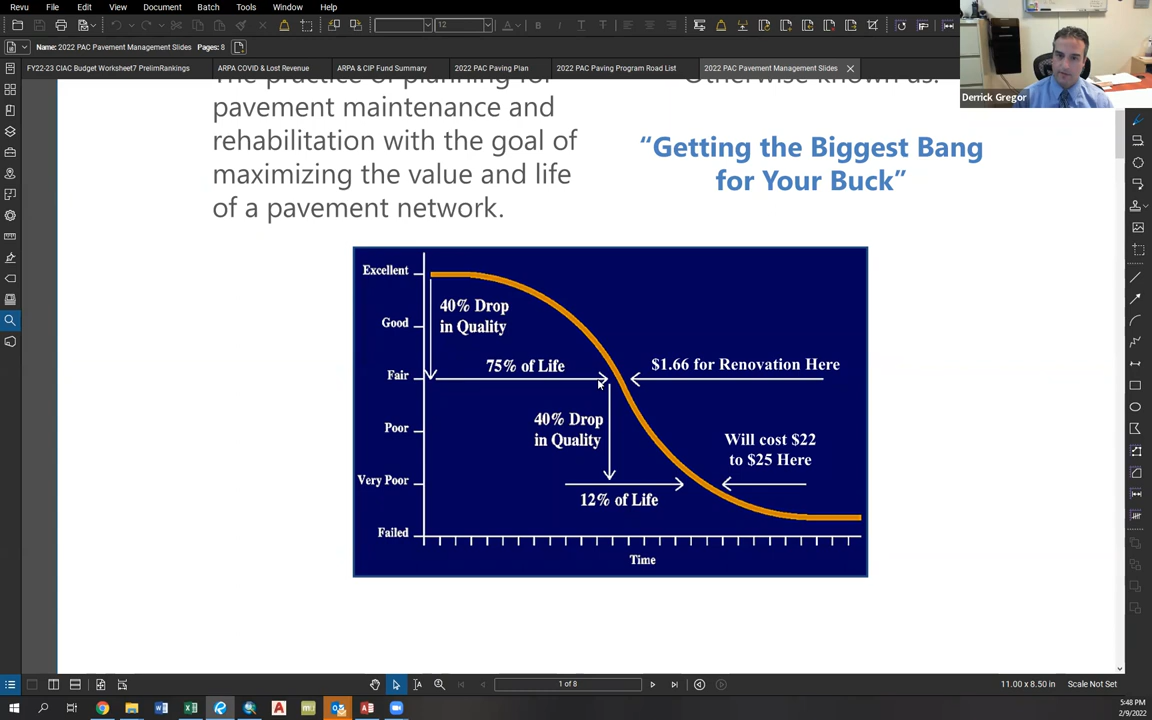 Revu File Edit View Document Batch Tools Window Help
12
Name: 2022 PAC Pavement Management Slides Pages: 8
FY22-23 CIAC Budget Worksheet7 PrelimRankings ARPA COVID & Lost Revenue ARPA & CIP Fund Summary 2022 PAC Paving Plan 2022 PAC Paving Program Road List 2022 PAC Pavement Management Slides
Derrick Gregor
The practice of planning for
pavement maintenance and
rehabilitation with the goal of
maximizing the value and life
of a pavement network.
Otherwise known as:
“Getting the Biggest Bang
for Your Buck”
Excellent
Good
Fair
Poor
Very Poor
Failed
40% Drop
in Quality
75% of Life
$1.66 for Renovation Here
40% Drop
in Quality
Will cost $22
to $25 Here
12% of Life
Time
1 of 8
11.00 x 8.50 in
Scale Not Set
5:48 PM
2/9/2022